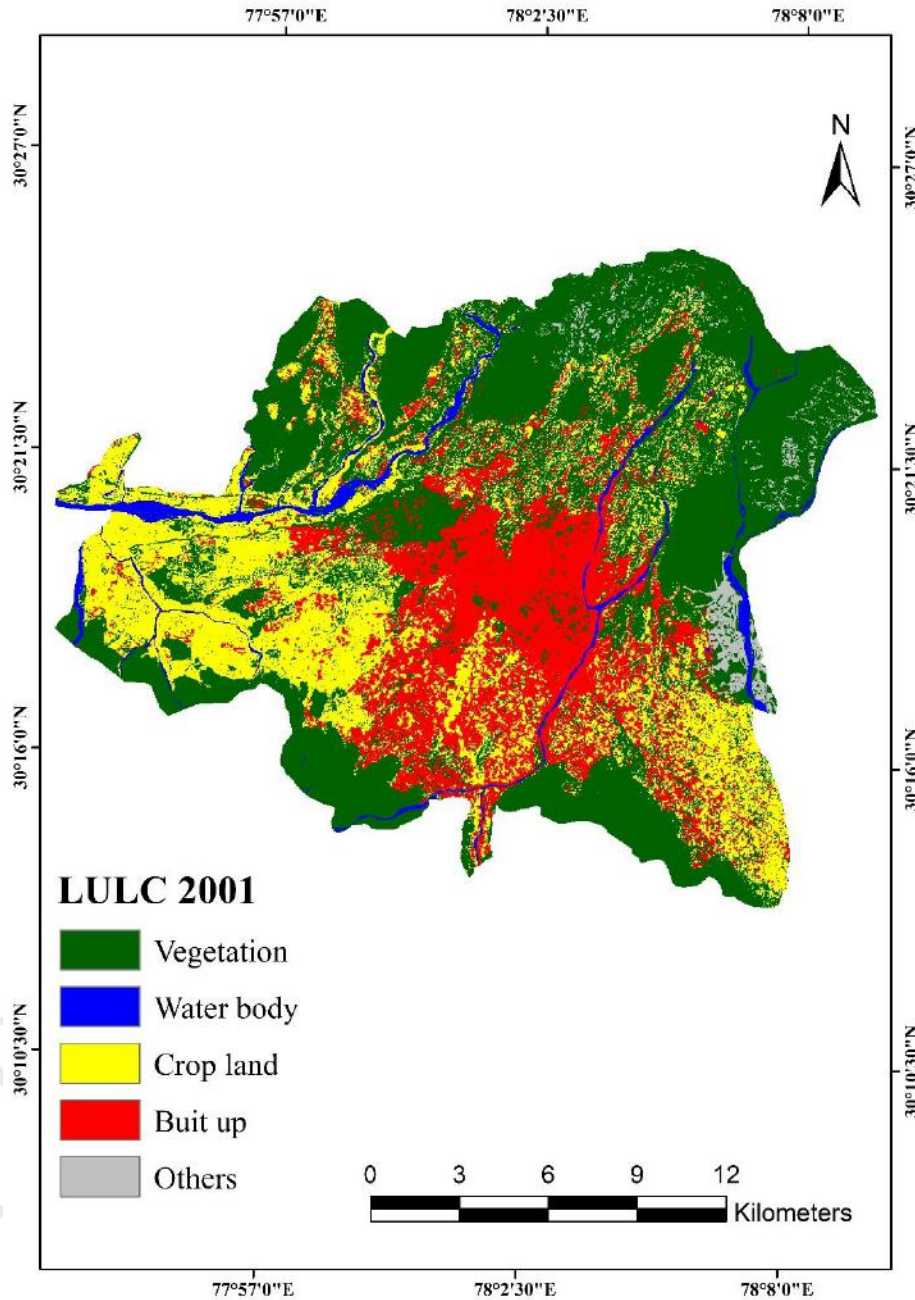 77°57'0"E 78°2'30"E 78°8'0"E
N
30°27'0"N 30°27'0"N
30°21'30"N 30°21'30"N
30°16'0"N 30°16'0"N
LULC 2001
Vegetation
Water body
Crop land
Buit up
Others
30°10'30"N 30°10'30"N
0 3 6 9 12
Kilometers
77°57'0"E 78°2'30"E 78°8'0"E